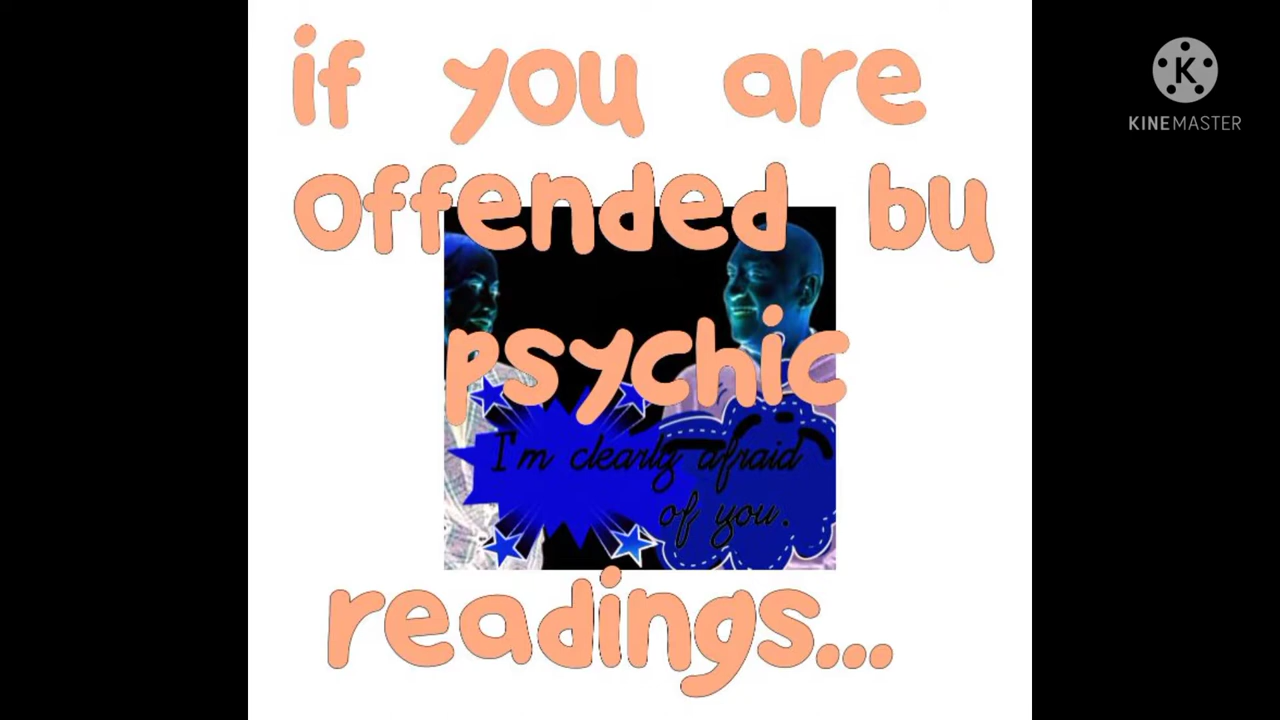 if you are
offended bu
psychic
I'm clearly afraid
of you.
readings...
KINEMASTER